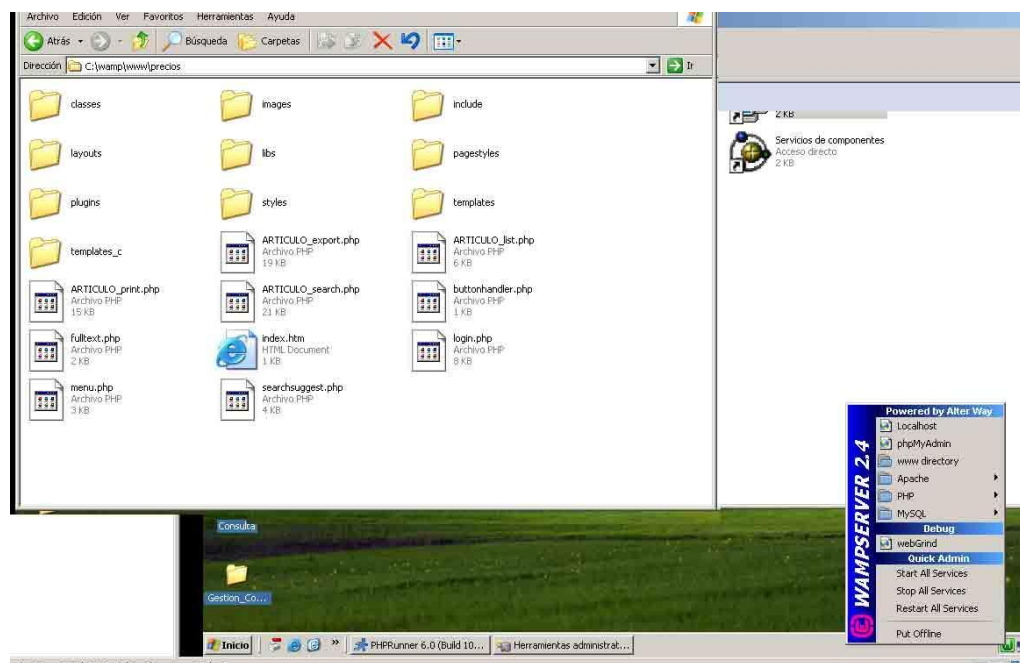 Archivo Edición Ver Favoritos Herramientas Ayuda
Atrás Búsqueda Carpetas
Dirección C:\wamp\www\precios Ir
classes images include
layouts libs pagestyles
plugins styles templates
templates_c
ARTICULO_export.php
Archivo PHP
19 KB
ARTICULO_list.php
Archivo PHP
6 KB
ARTICULO_print.php
Archivo PHP
15 KB
ARTICULO_search.php
Archivo PHP
21 KB
buttonhandler.php
Archivo PHP
1 KB
fulltext.php
Archivo PHP
2 KB
index.htm
HTML Document
1 KB
login.php
Archivo PHP
8 KB
menu.php
Archivo PHP
3 KB
searchsuggest.php
Archivo PHP
4 KB
2 KB
Servicios de componentes
Acceso directo
2 KB
Consulta
Gestion_Co...
WAMPSERVER 2.4
Powered by Alter Way
Localhost
phpMyAdmin
www directory
Apache
PHP
MySQL
Debug
webGrind
Quick Admin
Start All Services
Stop All Services
Restart All Services
Put Offline
Inicio » PHPRunner 6.0 (Build 10... Herramientas administrat...